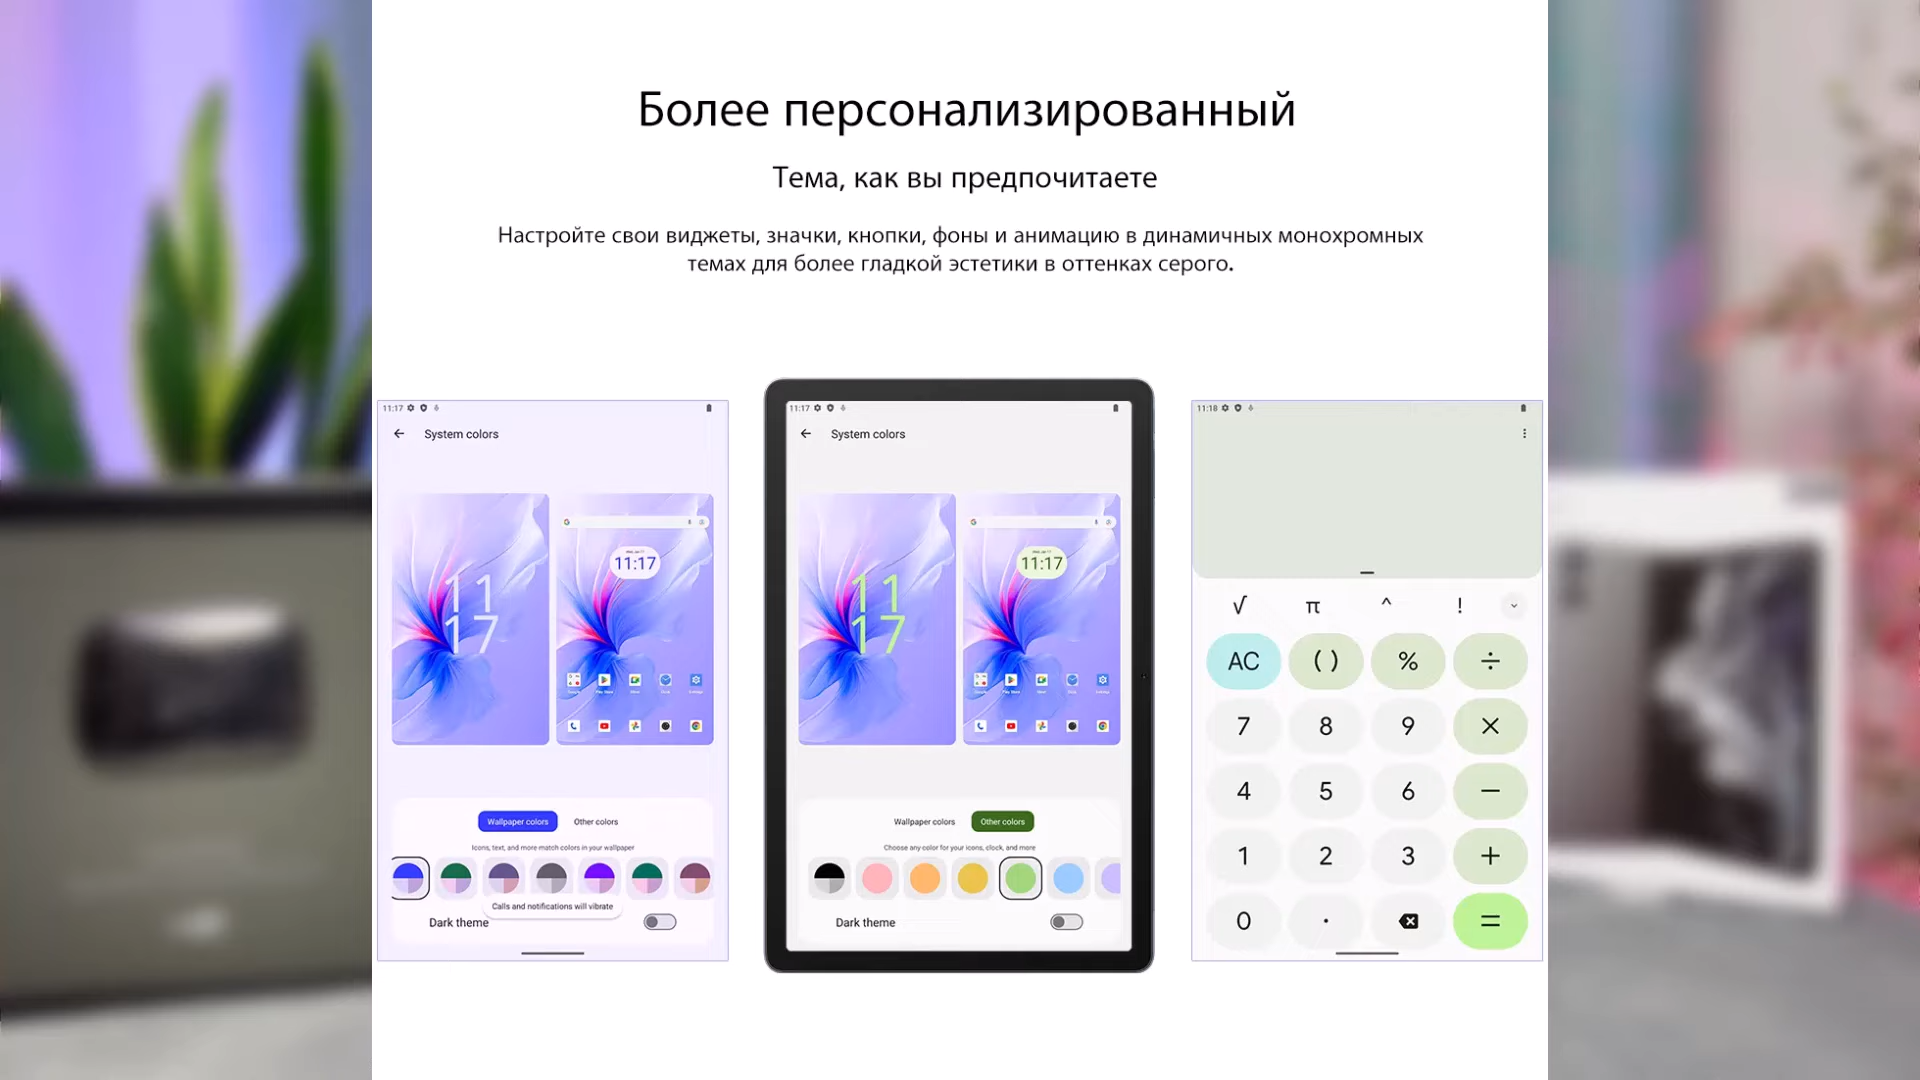 Более персонализированный
Тема, как вы предпочитаете
Настройте свои виджеты, значки, кнопки, фоны и анимацию в динамичных монохромных
темах для более гладкой эстетики в оттенках серого.
11:17
System colors
11
17
11:17
Wallpaper colors
Other colors
Icons, text, and more match colors in your wallpaper
Calls and notifications will vibrate
Dark theme
11:17
System colors
11
17
11:17
Wallpaper colors
Other colors
Choose any color for your icons, clock, and more
Dark theme
11:18
√ π ^ !
AC ( ) % ÷
7 8 9 ×
4 5 6 −
1 2 3 +
0 . =